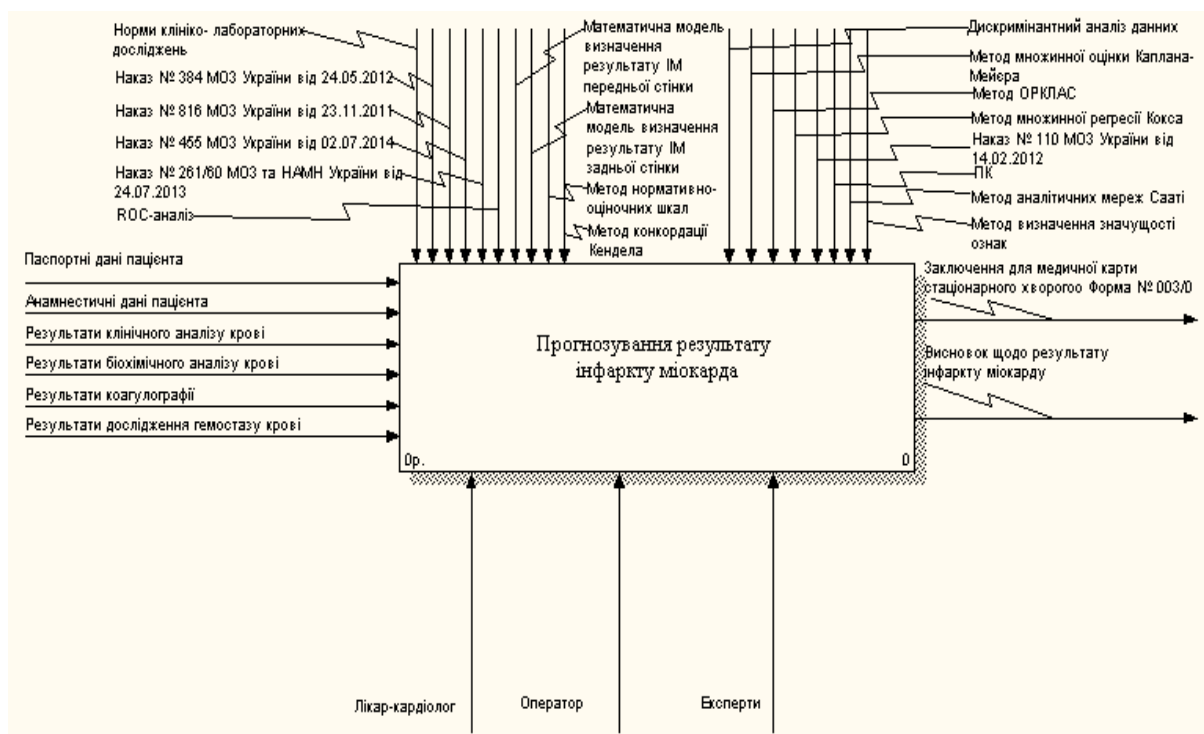 Норми клініко- лабораторних
досліджень
Наказ № 384 МОЗ України від 24.05.2012
Наказ № 816 МОЗ України від 23.11.2011
Наказ № 455 МОЗ України від 02.07.2014
Наказ № 261/60 МОЗ та НАМН України від
24.07.2013
ROC-аналіз
Математична модель
визначення
результату ІМ
передньої стінки
Математична
модель визначення
результату ІМ
задньої стінки
Метод нормативно-
оціночних шкал
Метод конкордації
Кендела
Дискримінантний аналіз данних
Метод множинної оцінки Каплана-
Мейєра
Метод ОРКЛАС
Метод множинної регресії Кокса
Наказ № 110 МОЗ України від
14.02.2012
ПК
Метод аналітичних мереж Сааті
Метод визначення значущості
ознак
Паспортні дані пацієнта
Анамнестичні дані пацієнта
Результати клінічного аналізу крові
Результати біохімічного аналізу крові
Результати коагулографії
Результати дослідження гемостазу крові
Прогнозування результату
інфаркту міокарда
0р.
0
Заключення для медичної карти
стаціонарного хворогоо Форма № 003/0
Висновок щодо результату
інфаркту міокарду
Лікар-кардіолог
Оператор
Експерти